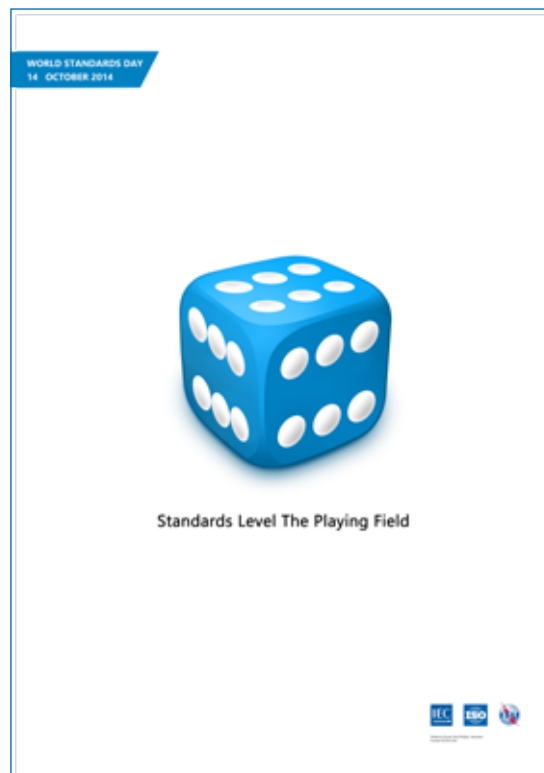 WORLD STANDARDS DAY
14 OCTOBER 2014
Standards Level The Playing Field
IEC
ISO